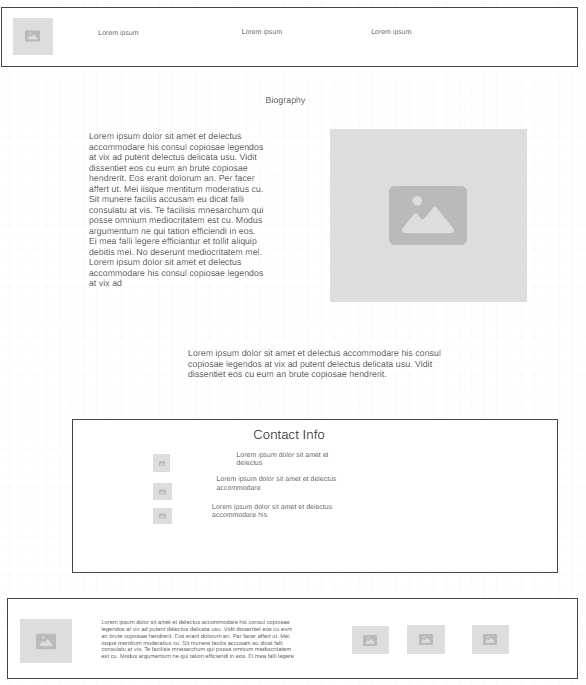 Lorem ipsum
Lorem ipsum
Lorem ipsum
Biography
Lorem ipsum dolor sit amet et delectus
accommodare his consul copiosae legendos
at vix ad putent delectus delicata usu. Vidit
dissentiet eos cu eum an brute copiosae
hendrerit. Eos erant dolorum an. Per facer
affert ut. Mei iisque mentitum moderatius cu.
Sit munere facilis accusam eu dicat falli
consulatu at vis. Te facilisis mnesarchum qui
posse omnium mediocritatem est cu. Modus
argumentum ne qui tation efficiendi in eos.
Ei mea falli legere efficiantur et tollit aliquip
debitis mei. No deserunt mediocritatem mel.
Lorem ipsum dolor sit amet et delectus
accommodare his consul copiosae legendos
at vix ad
Lorem ipsum dolor sit amet et delectus accommodare his consul
copiosae legendos at vix ad putent delectus delicata usu. Vidit
dissentiet eos cu eum an brute copiosae hendrerit.
Contact Info
Lorem ipsum dolor sit amet et
delectus
Lorem ipsum dolor sit amet et delectus
accommodare
Lorem ipsum dolor sit amet et delectus
accommodare his
Lorem ipsum dolor sit amet et delectus accommodare his consul copiosae
legendos at vix ad putent delectus delicata usu. Vidit dissentiet eos cu eum
an brute copiosae hendrerit. Eos erant dolorum an. Per facer affert ut. Mei
iisque mentitum moderatius cu. Sit munere facilis accusam eu dicat falli
consulatu at vis. Te facilisis mnesarchum qui posse omnium mediocritatem
est cu. Modus argumentum ne qui tation efficiendi in eos. Ei mea falli legere